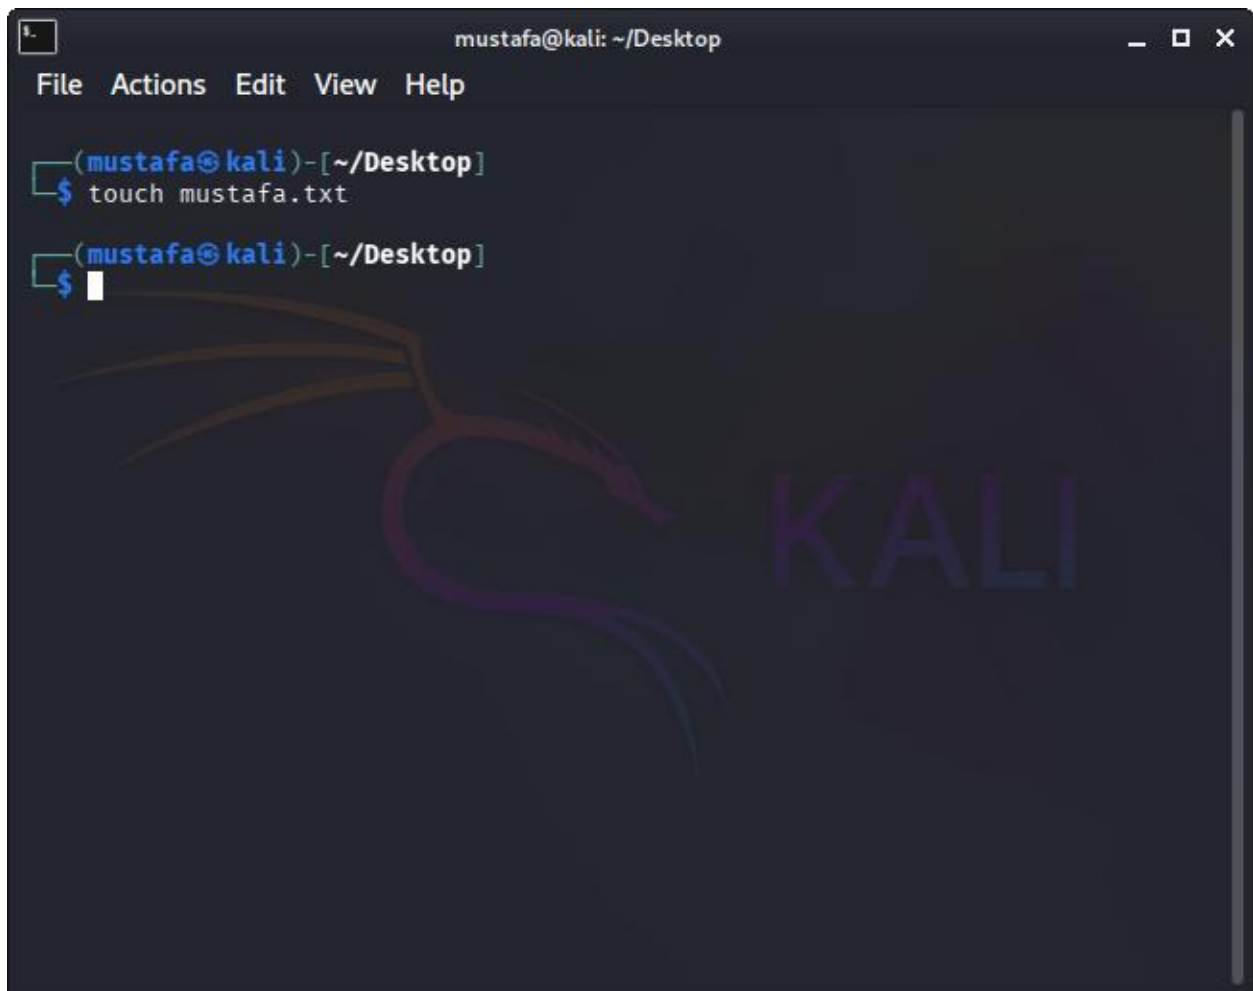 mustafa@kali: ~/Desktop
File Actions Edit View Help
┌──(mustafa㉿kali)-[~/Desktop]
└─$ touch mustafa.txt
┌──(mustafa㉿kali)-[~/Desktop]
└─$
KALI